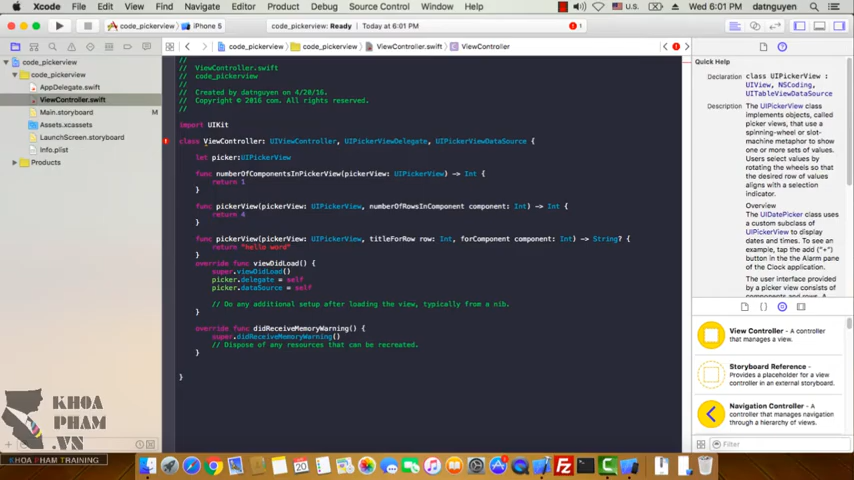 Xcode File Edit View Find Navigate Editor Product Debug Source Control Window Help U.S. Wed 6:01 PM datnguyen
code_pickerview iPhone 5 code_pickerview: Ready Today at 6:01 PM 1
code_pickerview code_pickerview ViewController.swift ViewController
code_pickerview
code_pickerview
AppDelegate.swift
ViewController.swift
Main.storyboard M
Assets.xcassets
LaunchScreen.storyboard
Info.plist
Products
//
// ViewController.swift
// code_pickerview
//
// Created by datnguyen on 4/20/16.
// Copyright © 2016 com. All rights reserved.
//
import UIKit
class ViewController: UIViewController, UIPickerViewDelegate, UIPickerViewDataSource {
let picker:UIPickerView
func numberOfComponentsInPickerView(pickerView: UIPickerView) -> Int {
return 1
}
func pickerView(pickerView: UIPickerView, numberOfRowsInComponent component: Int) -> Int {
return 4
}
func pickerView(pickerView: UIPickerView, titleForRow row: Int, forComponent component: Int) -> String? {
return "hello word"
}
override func viewDidLoad() {
super.viewDidLoad()
picker.delegate = self
picker.dataSource = self
// Do any additional setup after loading the view, typically from a nib.
}
override func didReceiveMemoryWarning() {
super.didReceiveMemoryWarning()
// Dispose of any resources that can be recreated.
}
}
Quick Help
Declaration class UIPickerView :
UIView, NSCoding,
UITableViewDataSource
Description The UIPickerView class
implements objects, called
picker views, that use a
spinning-wheel or slot-
machine metaphor to show
one or more sets of values.
Users select values by
rotating the wheels so that
the desired row of values
aligns with a selection
indicator.
Overview
The UIDatePicker class uses
a custom subclass of
UIPickerView to display
dates and times. To see an
example, tap the add (“+”)
button in the the Alarm pane
of the Clock application.
The user interface provided
by a picker view consists of
View Controller - A controller
that manages a view.
Storyboard Reference -
Provides a placeholder for a view
controller in an external storyboard.
Navigation Controller - A
controller that manages navigation
through a hierarchy of views.
Filter
KHOA
PHAM
.VN
KHOA PHAM TRAINING
20